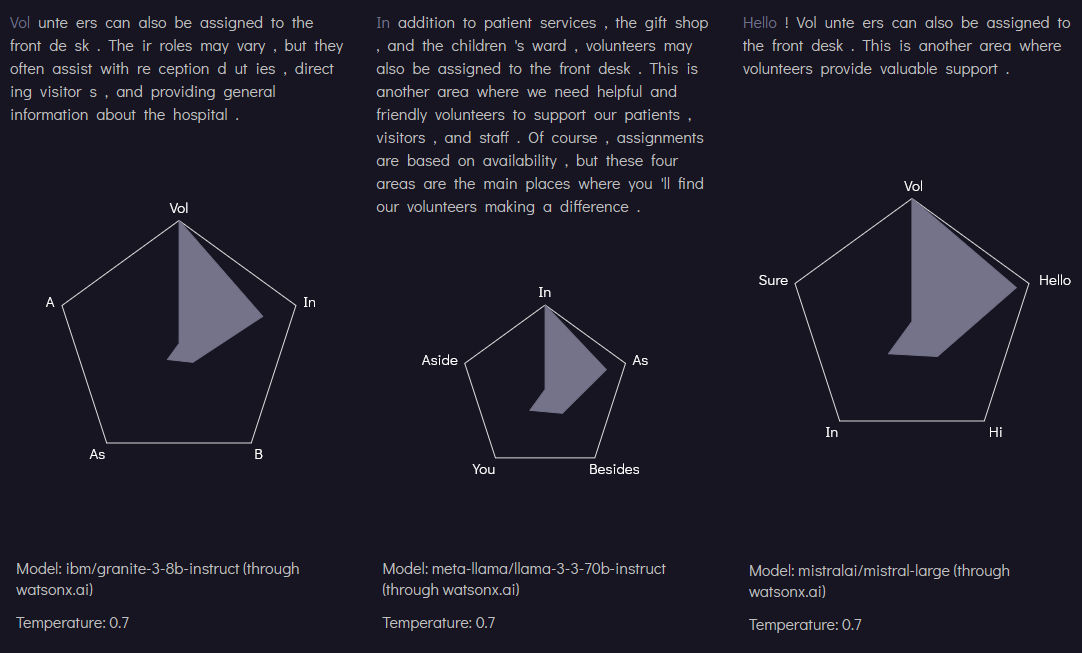 Vol unte ers can also be assigned to the
front de sk . The ir roles may vary , but they
often assist with re ception d ut ies , direct
ing visitor s , and providing general
information about the hospital .
Vol
A
In
As
B
Model: ibm/granite-3-8b-instruct (through
watsonx.ai)
Temperature: 0.7
In addition to patient services , the gift shop
, and the children 's ward , volunteers may
also be assigned to the front desk . This is
another area where we need helpful and
friendly volunteers to support our patients ,
visitors , and staff . Of course , assignments
are based on availability , but these four
areas are the main places where you 'll find
our volunteers making a difference .
In
Aside
As
You
Besides
Model: meta-llama/llama-3-3-70b-instruct
(through watsonx.ai)
Temperature: 0.7
Hello ! Vol unte ers can also be assigned to
the front desk . This is another area where
volunteers provide valuable support .
Vol
Sure
Hello
In
Hi
Model: mistralai/mistral-large (through
watsonx.ai)
Temperature: 0.7